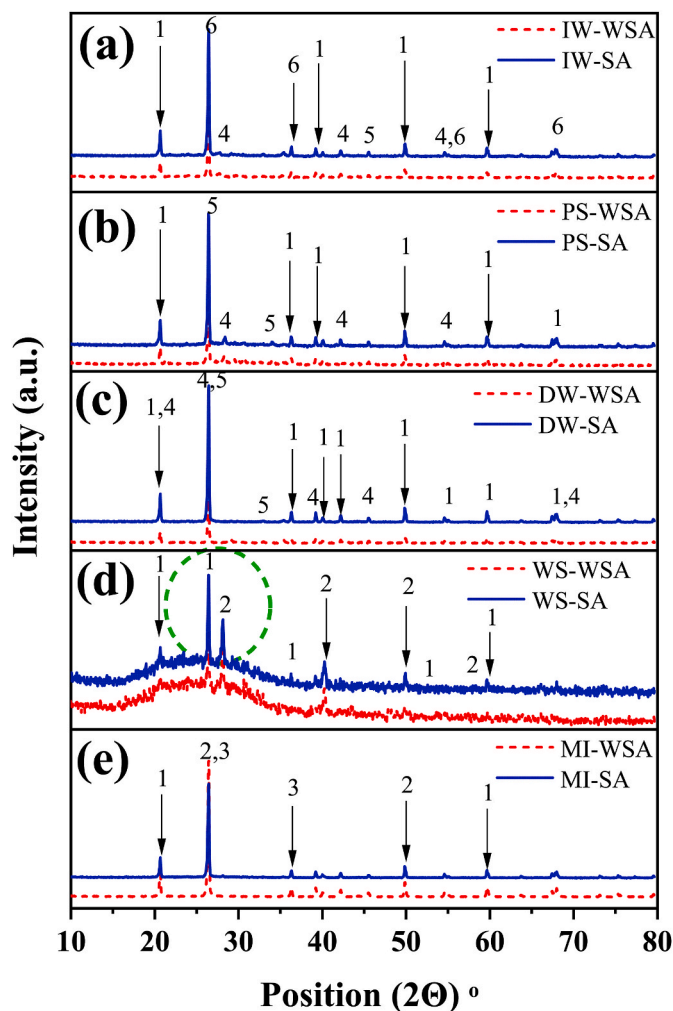 (a)
1
6
4
6
1
4
5
1
4,6
1
6
IW-WSA
IW-SA
(b)
1
5
4
5
1
1
4
1
4
1
1
PS-WSA
PS-SA
(c)
1,4
4,5
5
1
4
1
1
4
1
1
1
1,4
DW-WSA
DW-SA
(d)
1
1
2
1
2
2
1
2
1
WS-WSA
WS-SA
(e)
1
2,3
3
2
1
MI-WSA
MI-SA
Intensity (a.u.)
10 20 30 40 50 60 70 80
Position (2Θ) º